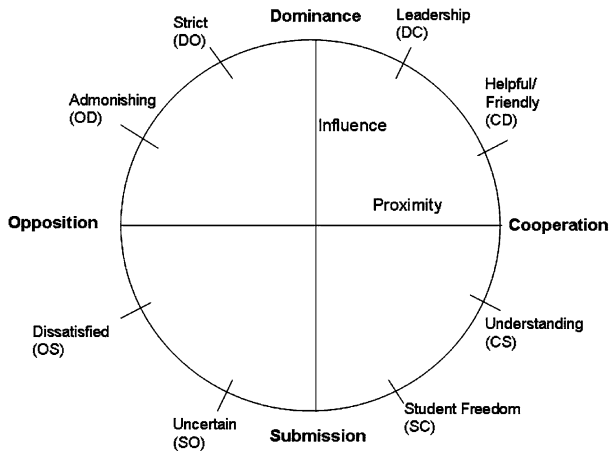 Dominance
Strict
(DO)
Leadership
(DC)
Admonishing
(OD)
Helpful/
Friendly
(CD)
Influence
Proximity
Opposition
Cooperation
Dissatisfied
(OS)
Understanding
(CS)
Uncertain
(SO)
Student Freedom
(SC)
Submission